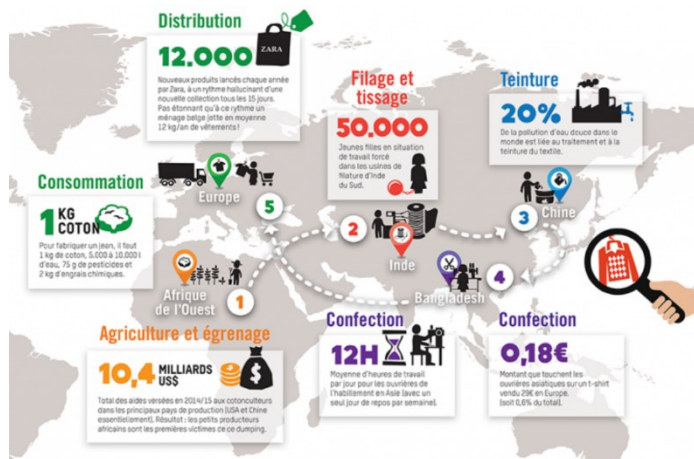 Distribution
12.000
ZARA
Nouveaux produits lancés chaque année
par Zara, à un rythme hallucinant d'une
nouvelle collection tous les 15 jours.
Pas étonnant qu'à ce rythme un
ménage belge jette en moyenne
12 kg/an de vêtements !
Filage et
tissage
50.000
Jeunes filles en situation
de travail forcé
dans les usines de
filature d'Inde
du Sud.
Teinture
20%
De la pollution d'eau douce dans le
monde est liée au traitement et à la
teinture du textile.
Consommation
1 KG
COTON
Pour fabriquer un jean, il faut
1 kg de coton, 5.000 à 10.000 l
d'eau, 75 g de pesticides et
2 kg d'engrais chimiques.
Europe
5
2
3
Chine
Inde
4
Bangladesh
Afrique
de l'Ouest
1
Agriculture et égrenage
10,4 MILLIARDS
US$
$
Total des aides versées en 2014/15 aux cotonculteurs
dans les principaux pays de production (USA et Chine
essentiellement). Résultat : les petits producteurs
africains sont les premières victimes de ce dumping.
Confection
12H
Moyenne d'heures de travail
par jour pour les ouvrières de
l'habillement en Asie (avec un
seul jour de repos par semaine).
Confection
0,18€
Montant que touchent les
ouvrières asiatiques sur un t-shirt
vendu 29€ en Europe.
(soit 0,6% du total).